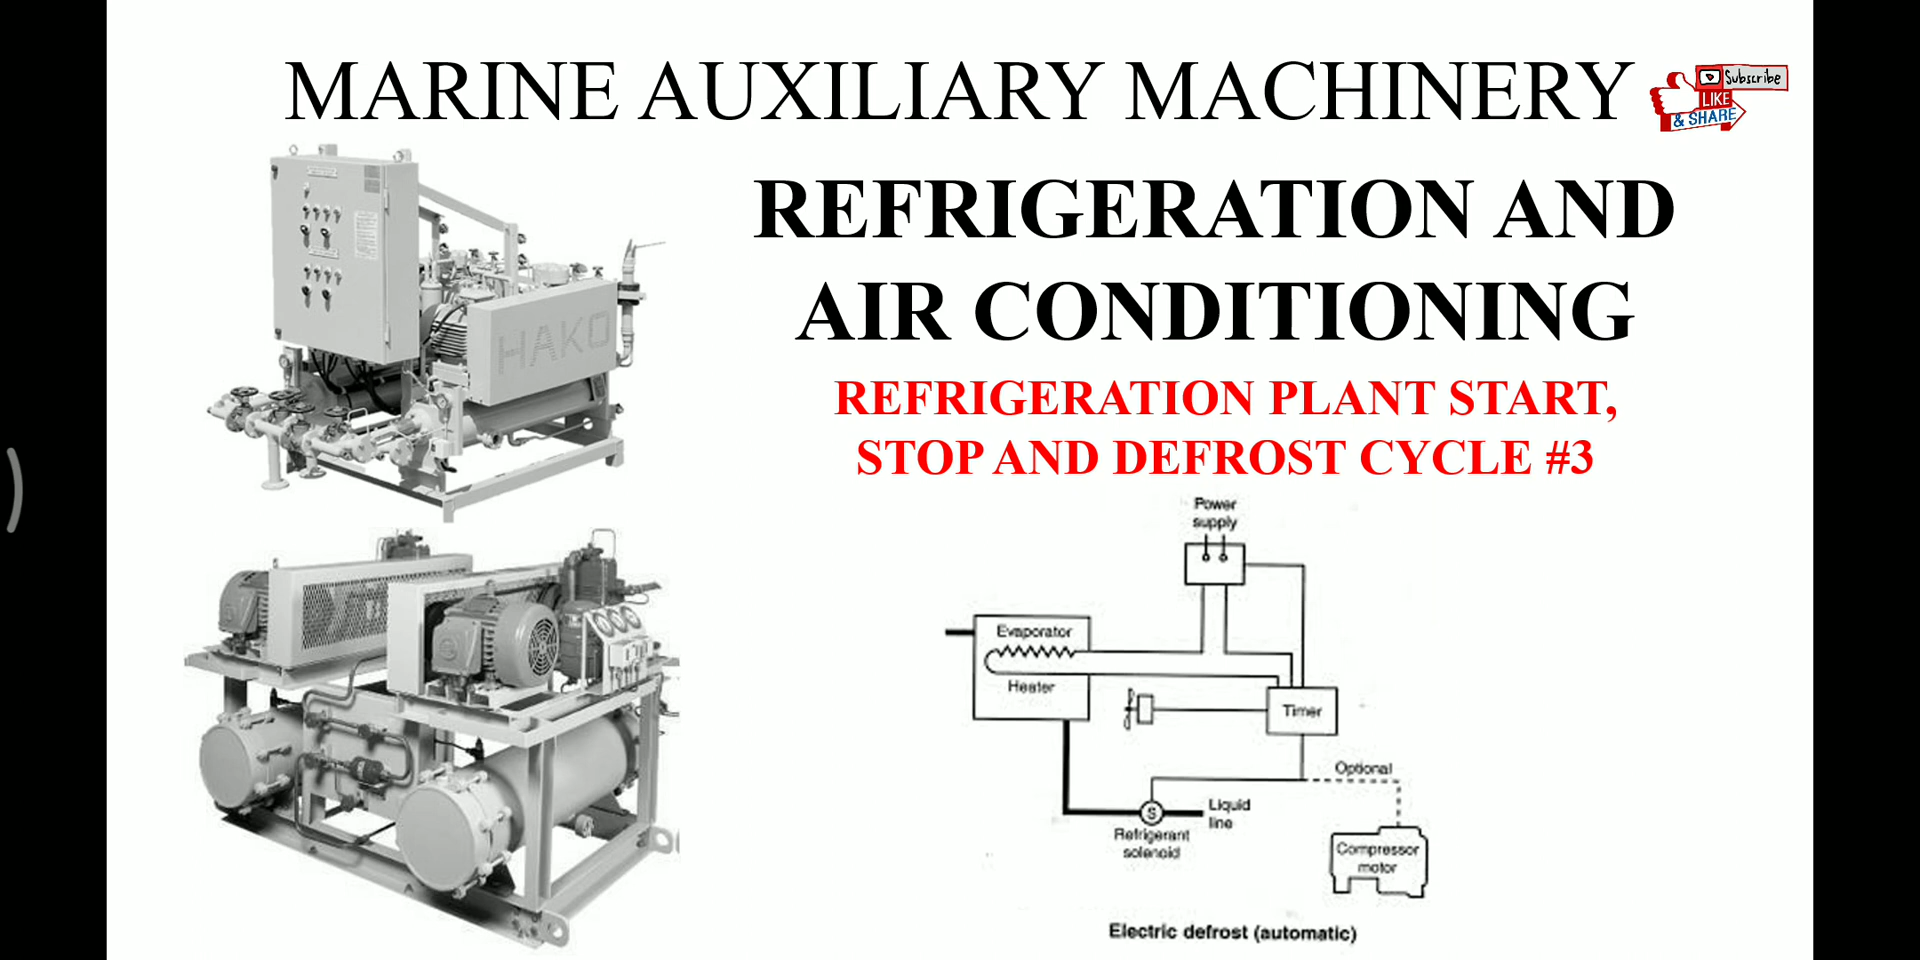 MARINE AUXILIARY MACHINERY
Subscribe
LIKE
& SHARE
REFRIGERATION AND
AIR CONDITIONING
REFRIGERATION PLANT START,
STOP AND DEFROST CYCLE #3
HAKO
Power
supply
Evaporator
Heater
Timer
Optional
Liquid
line
S
Refrigerant
solenoid
Compressor
motor
Electric defrost (automatic)